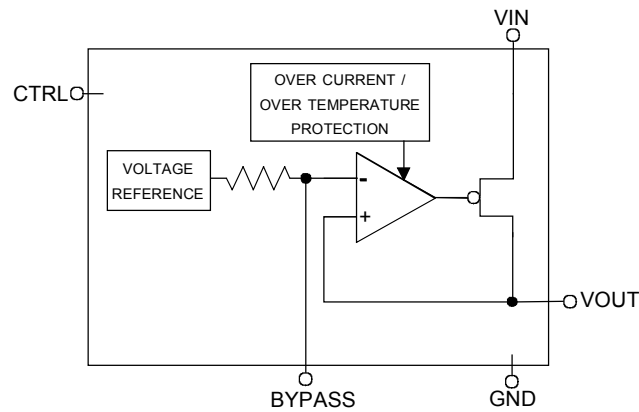 VIN
CTRL
OVER CURRENT /
OVER TEMPERATURE
PROTECTION
VOLTAGE
REFERENCE
-
+
VOUT
BYPASS
GND